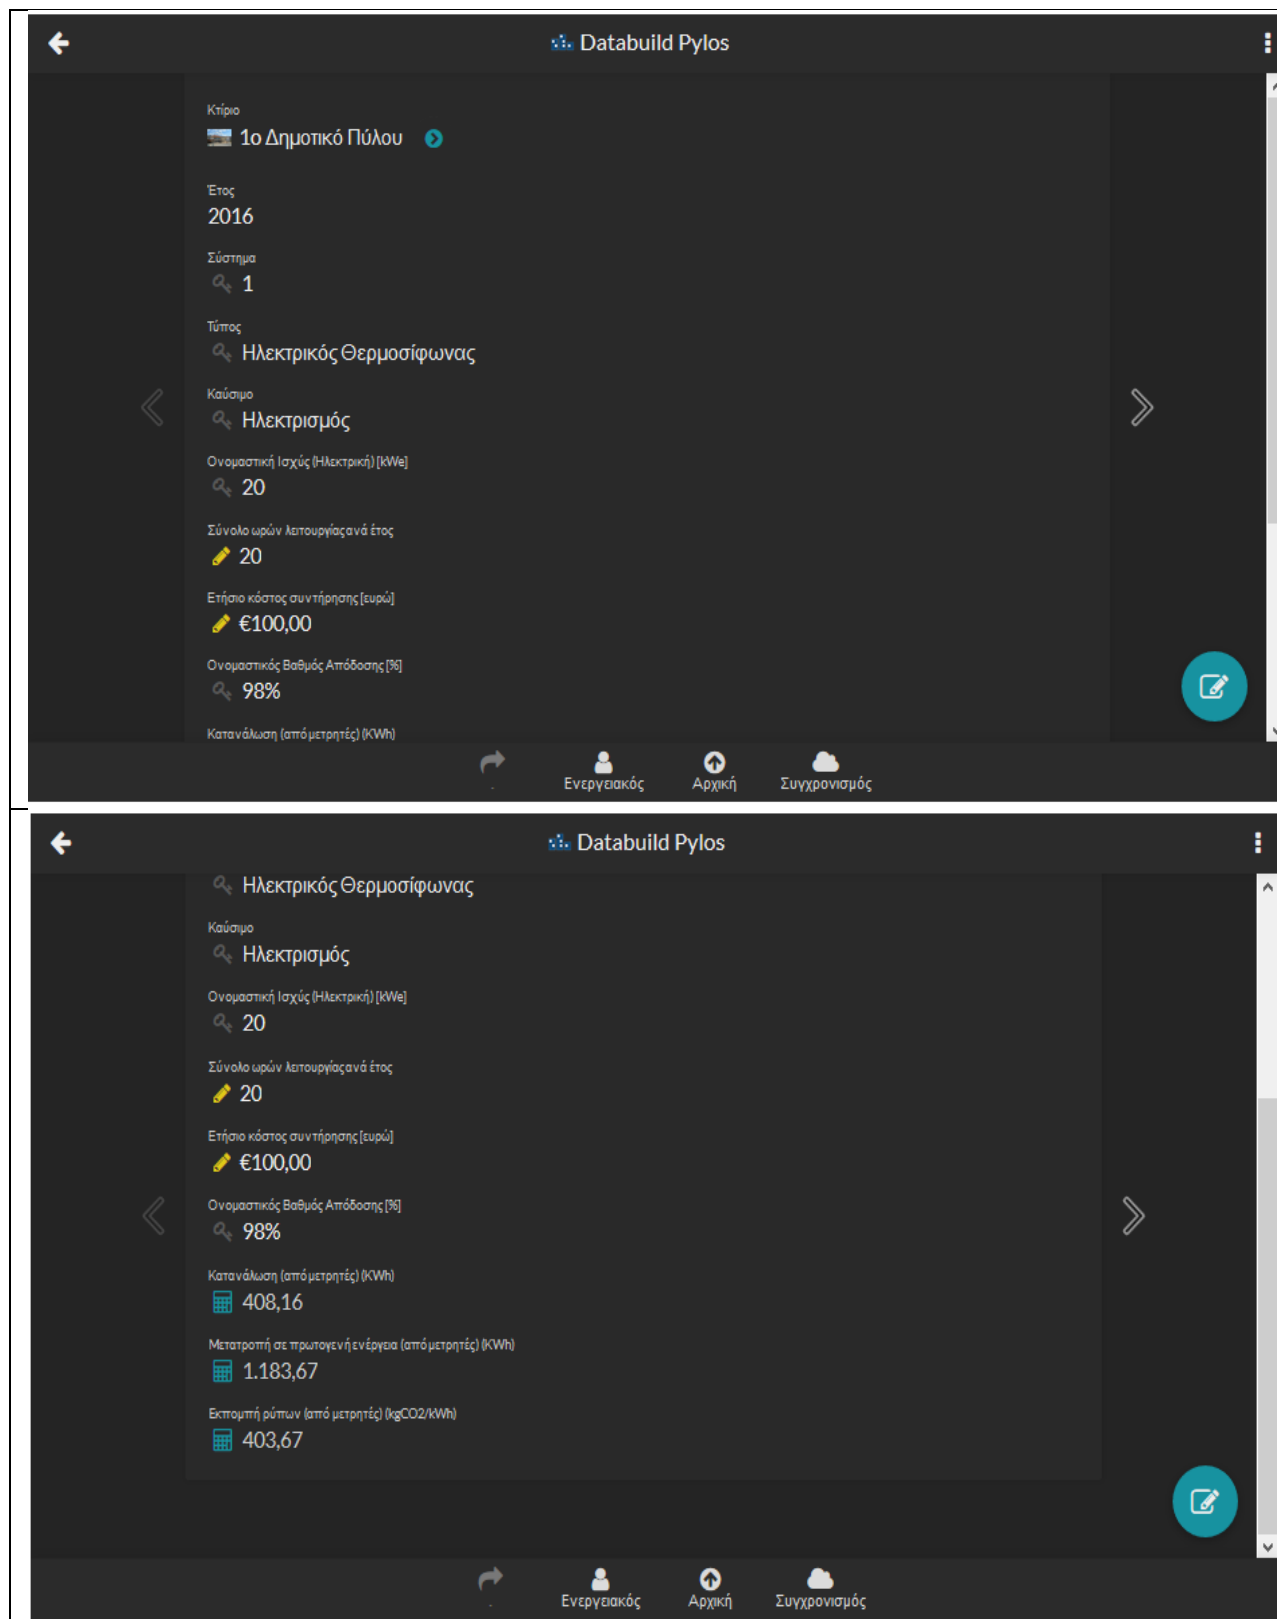 Databuild Pylos
Κτίριο
1ο Δημοτικό Πύλου
Έτος
2016
Σύστημα
1
Τύπος
Ηλεκτρικός Θερμοσίφωνας
Καύσιμο
Ηλεκτρισμός
Ονομαστική Ισχύς (Ηλεκτρική) [kWe]
20
Σύνολο ωρών λειτουργίας ανά έτος
20
Ετήσιο κόστος συντήρησης [ευρώ]
€100,00
Ονομαστικός Βαθμός Απόδοσης [%]
98%
Κατανάλωση (από μετρητές) (KWh)
Ενεργειακός Αρχική Συγχρονισμός
Databuild Pylos
Ηλεκτρικός Θερμοσίφωνας
Καύσιμο
Ηλεκτρισμός
Ονομαστική Ισχύς (Ηλεκτρική) [kWe]
20
Σύνολο ωρών λειτουργίας ανά έτος
20
Ετήσιο κόστος συντήρησης [ευρώ]
€100,00
Ονομαστικός Βαθμός Απόδοσης [%]
98%
Κατανάλωση (από μετρητές) (KWh)
408,16
Μετατροπή σε πρωτογενή ενέργεια (από μετρητές) (KWh)
1.183,67
Εκπομπή ρύπων (από μετρητές) (kgCO2/kWh)
403,67
Ενεργειακός Αρχική Συγχρονισμός